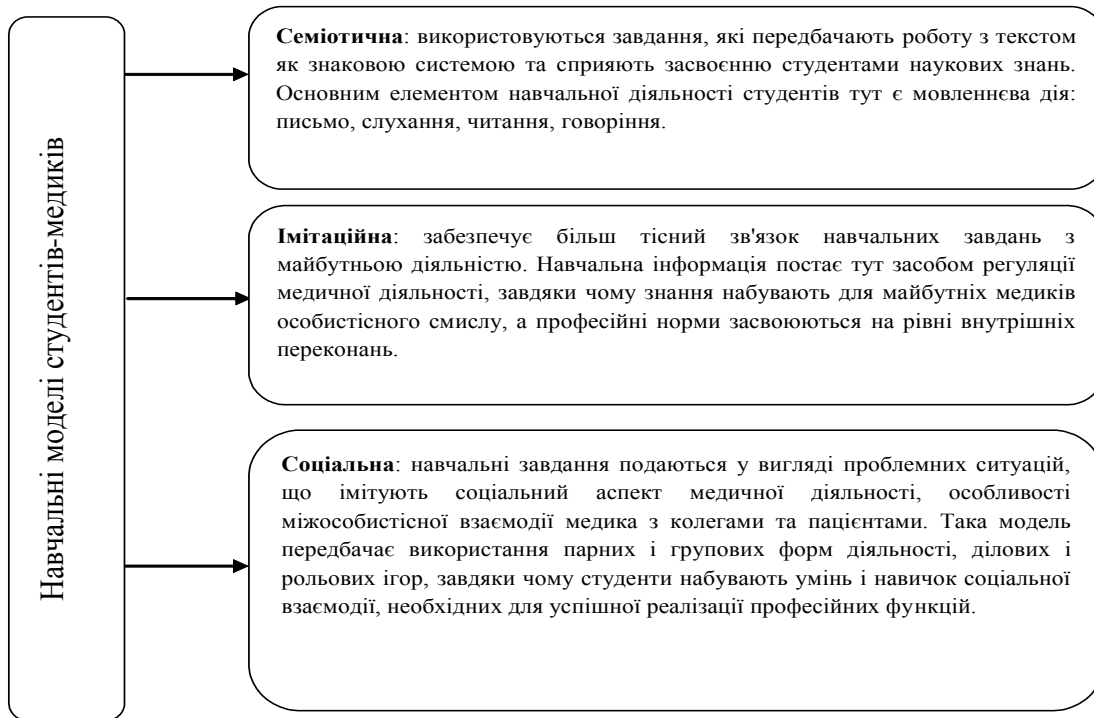 Навчальні моделі студентів-медиків
Семіотична: використовуються завдання, які передбачають роботу з текстом
як знаковою системою та сприяють засвоєнню студентами наукових знань.
Основним елементом навчальної діяльності студентів тут є мовленнєва дія:
письмо, слухання, читання, говоріння.
Імітаційна: забезпечує більш тісний зв'язок навчальних завдань з
майбутньою діяльністю. Навчальна інформація постає тут засобом регуляції
медичної діяльності, завдяки чому знання набувають для майбутніх медиків
особистісного смислу, а професійні норми засвоюються на рівні внутрішніх
переконань.
Соціальна: навчальні завдання подаються у вигляді проблемних ситуацій,
що імітують соціальний аспект медичної діяльності, особливості
міжособистісної взаємодії медика з колегами та пацієнтами. Така модель
передбачає використання парних і групових форм діяльності, ділових і
рольових ігор, завдяки чому студенти набувають умінь і навичок соціальної
взаємодії, необхідних для успішної реалізації професійних функцій.